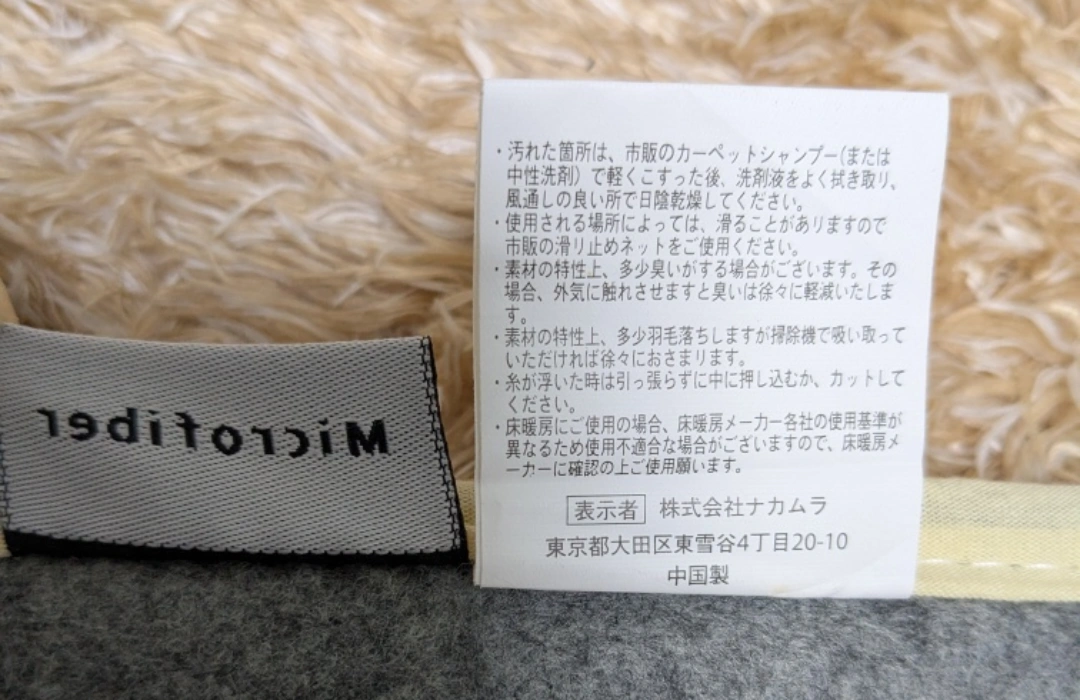 ・汚れた箇所は、市販のカーペットシャンプー(または
中性洗剤）で軽くこすった後、洗剤液をよく拭き取り、
風通しの良い所で日陰乾燥してください。
・使用される場所によっては、滑ることがありますので
市販の滑り止めネットをご使用ください。
・素材の特性上、多少臭いがする場合がございます。その
場合、外気に触れさせますと臭いは徐々に軽減いたしま
す。
・素材の特性上、多少羽毛落ちしますが掃除機で吸い取って
いただければ徐々におさまります。
・糸が浮いた時は引っ張らずに中に押し込むか、カットして
ください。
・床暖房にご使用の場合、床暖房メーカー各社の使用基準が
異なるため使用不適合な場合がございますので、床暖房メ
ーカーに確認の上ご使用願います。
表示者 株式会社ナカムラ
東京都大田区東雪谷4丁目20-10
中国製
Microfiber